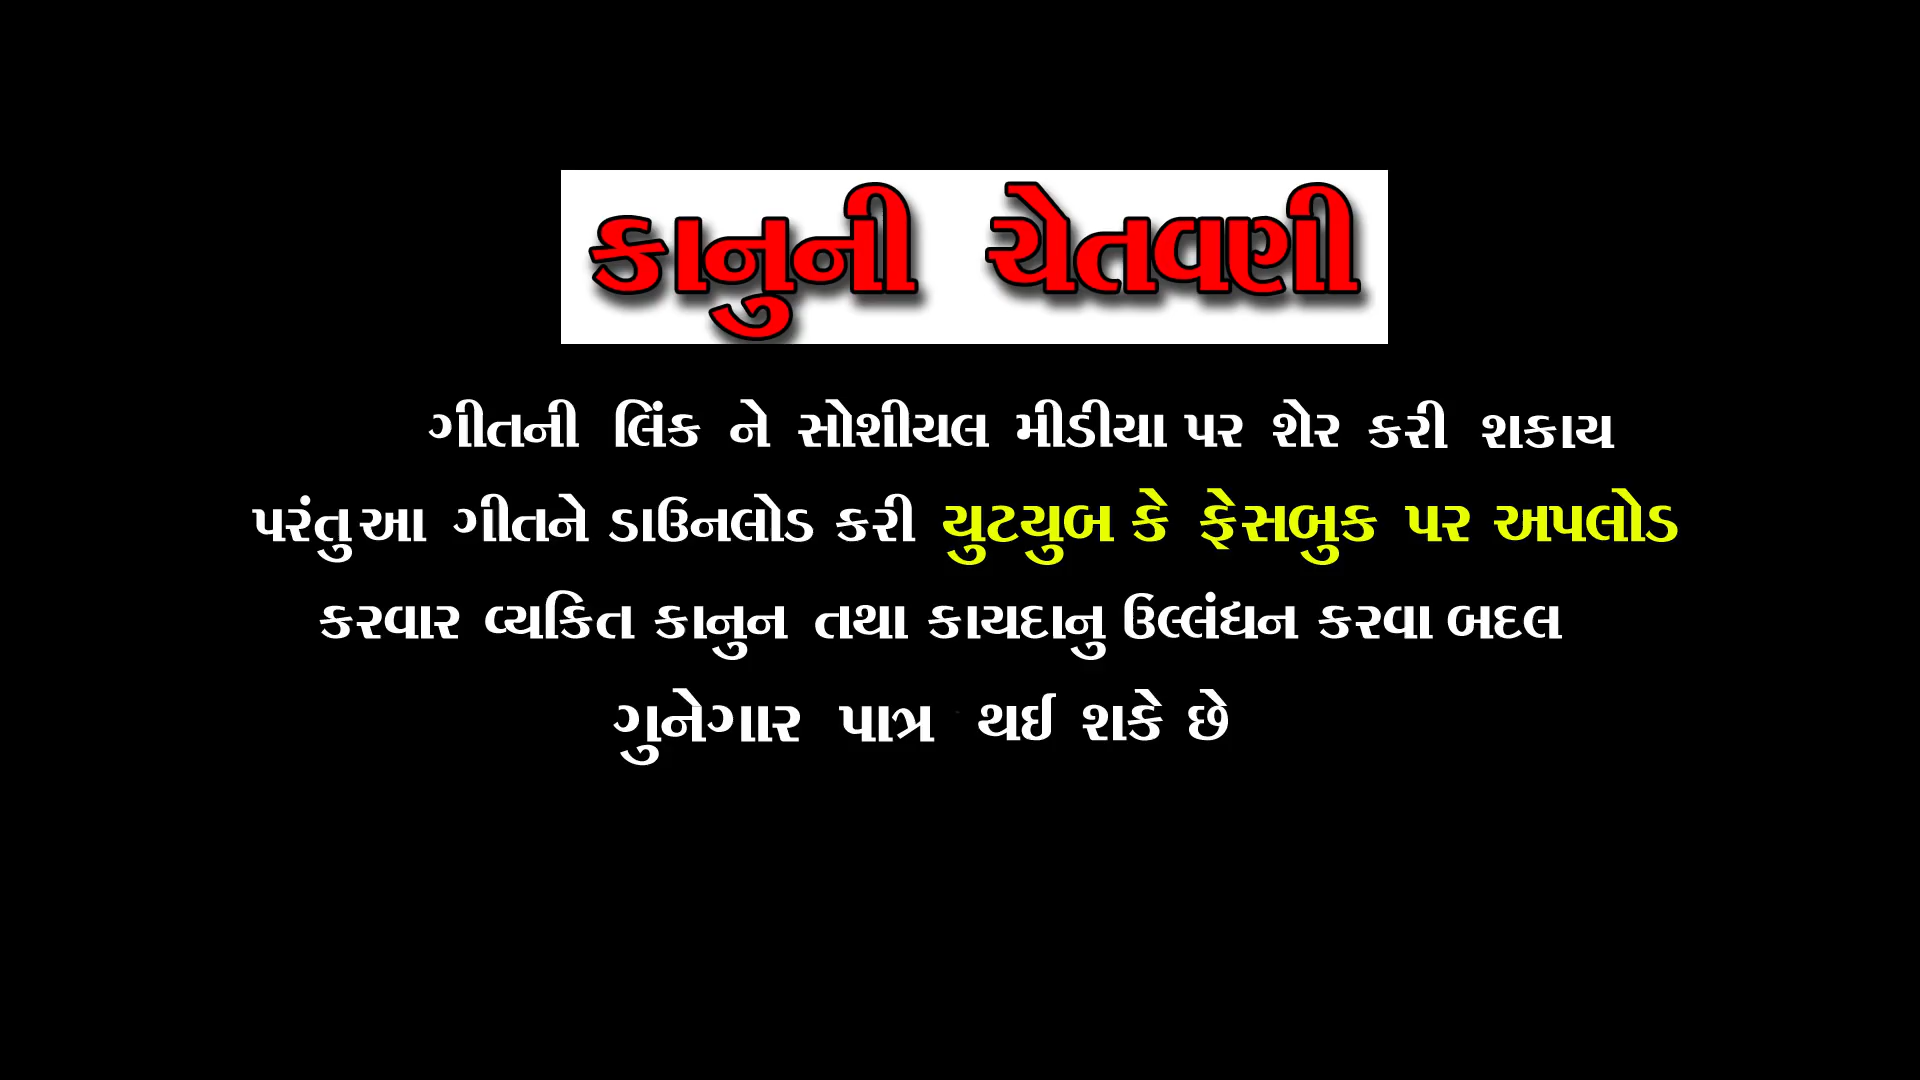 કાનુની ચેતવણી
ગીતની લિંક ને સોશીયલ મીડીયા પર શેર કરી શકાય
પરંતુ આ ગીતને ડાઉનલોડ કરી યુટયુબ કે ફેસબુક પર અપલોડ
કરવાર વ્યકિત કાનુન તથા કાયદાનુ ઉલ્લંઘન કરવા બદલ
ગુનેગાર પાત્ર થઈ શકે છે